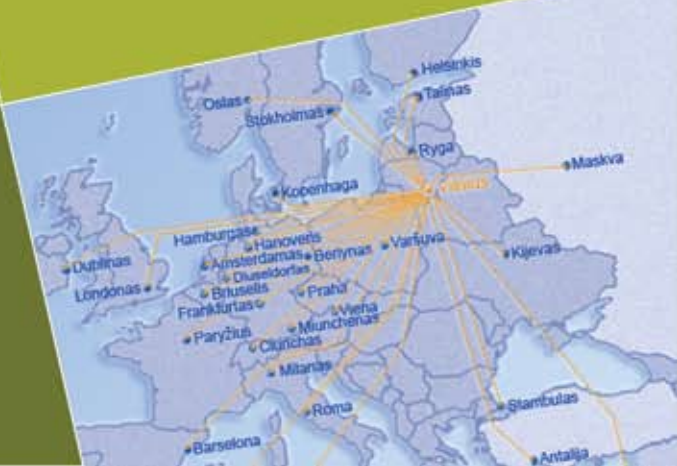 Helsinkis
Talinas
Oslas
Stokholmas
Ryga
Maskva
Vilnius
Kopenhaga
Hamburgas
Hanoveris
Varšuva
Kijevas
Dublinas
Amsterdamas
Berlynas
Diuseldorfas
Londonas
Briuselis
Praha
Frankfurtas
Viena
Miunchenas
Paryžius
Ciurichas
Milanas
Roma
Stambulas
Barselona
Antalija